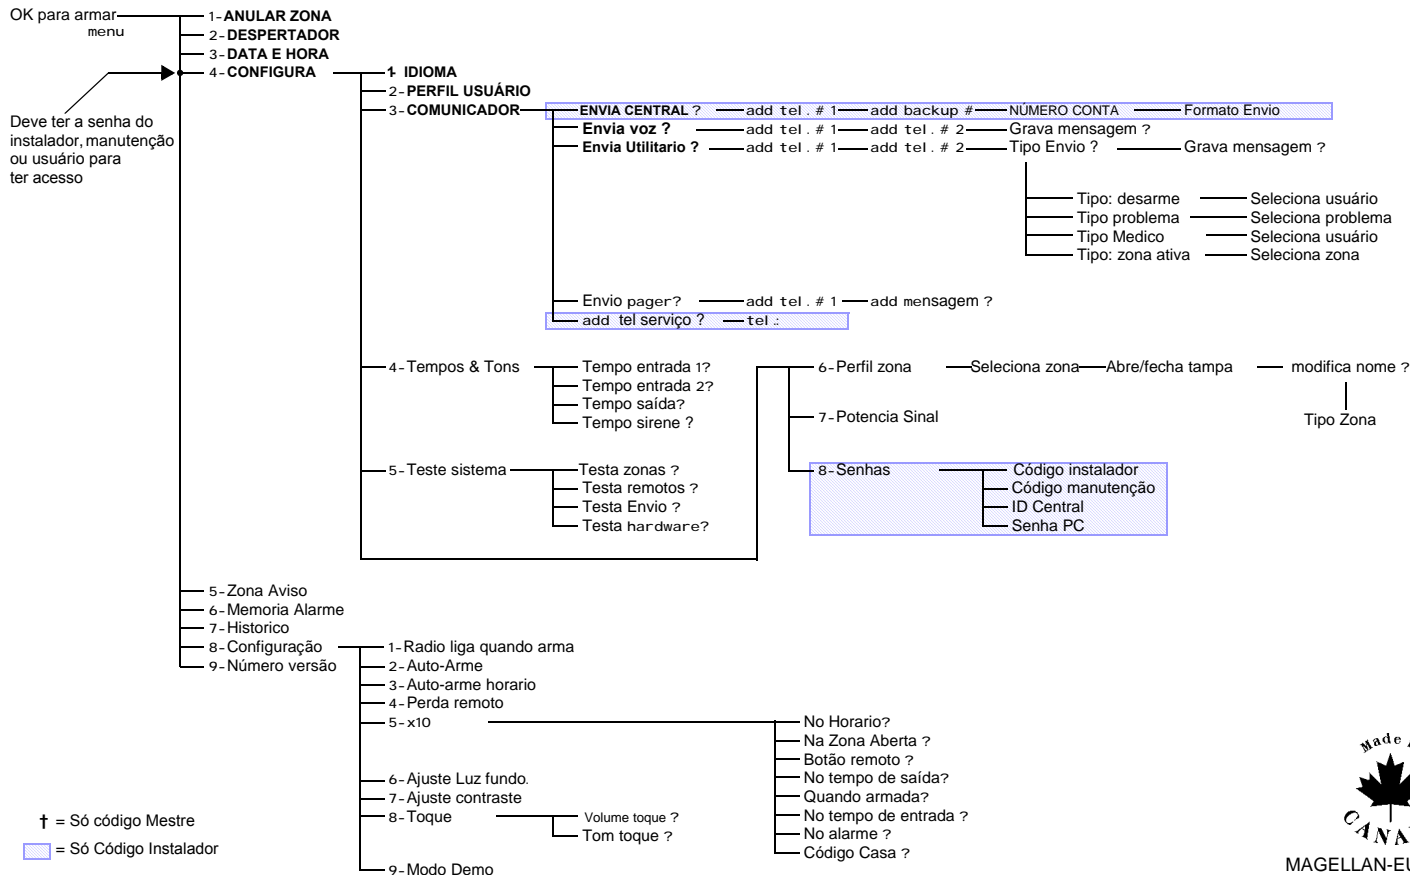 OK para armar
menu
1-ANULAR ZONA
2-DESPERTADOR
3-DATA E HORA
4-CONFIGURA
Deve ter a senha do
instalador, manutenção
ou usuário para
ter acesso
1- IDIOMA
2-PERFIL USUÁRIO
3-COMUNICADOR
ENVIA CENTRAL ? add tel. # 1 add backup # NÚMERO CONTA Formato Envio
Envia voz ? add tel. # 1 add tel. # 2 Grava mensagem ?
Envia Utilitario ? add tel. # 1 add tel. # 2 Tipo Envio ? Grava mensagem ?
Tipo: desarme Seleciona usuário
Tipo problema Seleciona problema
Tipo Medico Seleciona usuário
Tipo: zona ativa Seleciona zona
Envio pager? add tel. # 1 add mensagem ?
add tel serviço ? tel.:
4-Tempos & Tons
Tempo entrada 1?
Tempo entrada 2?
Tempo saída?
Tempo sirene ?
5-Teste sistema
Testa zonas ?
Testa remotos ?
Testa Envio ?
Testa hardware?
6-Perfil zona Seleciona zona Abre/fecha tampa modifica nome ?
Tipo Zona
7-Potencia Sinal
8-Senhas
Código instalador
Código manutenção
ID Central
Senha PC
5-Zona Aviso
6-Memoria Alarme
7-Historico
8-Configuração
9-Número versão
1-Radio liga quando arma
2-Auto-Arme
3-Auto-arme horario
4-Perda remoto
5-x10
No Horario?
Na Zona Aberta ?
Botão remoto ?
No tempo de saída?
Quando armada?
No tempo de entrada ?
No alarme ?
Código Casa ?
6-Ajuste Luz fundo.
7-Ajuste contraste
8-Toque
Volume toque ?
Tom toque ?
9-Modo Demo
† = Só código Mestre
= Só Código Instalador
Made
CANA
MAGELLAN-EU